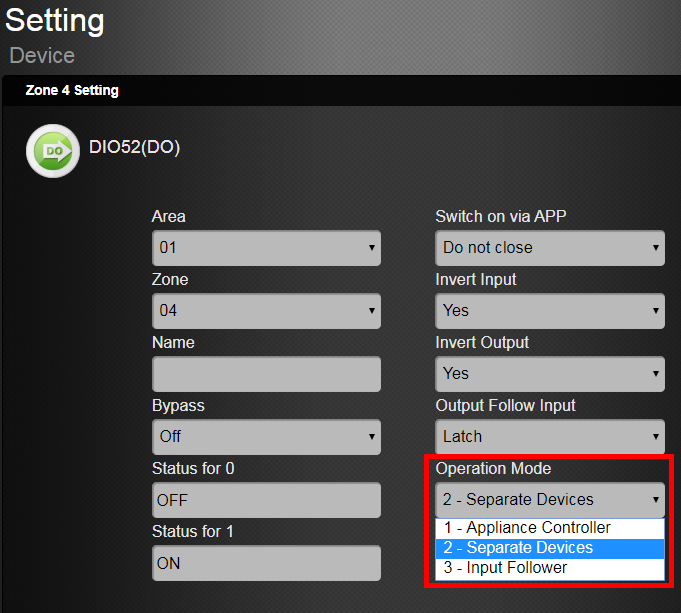 Setting
Device
Zone 4 Setting
DO
DIO52(DO)
Area
01
Zone
04
Name
Bypass
Off
Status for 0
OFF
Status for 1
ON
Switch on via APP
Do not close
Invert Input
Yes
Invert Output
Yes
Output Follow Input
Latch
Operation Mode
2 - Separate Devices
1 - Appliance Controller
2 - Separate Devices
3 - Input Follower